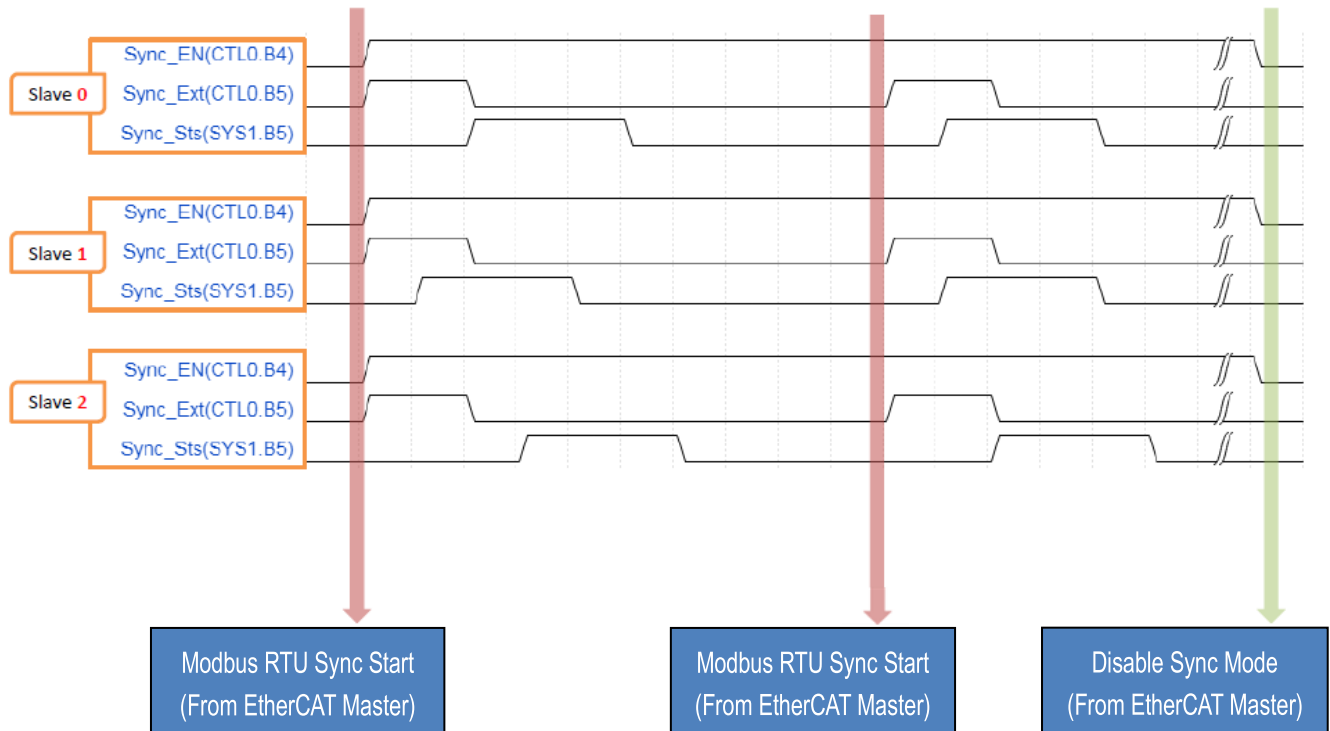 Slave 0
Sync_EN(CTL0.B4)
Sync_Ext(CTL0.B5)
Sync_Sts(SYS1.B5)
Slave 1
Sync_EN(CTL0.B4)
Sync_Ext(CTL0.B5)
Sync_Sts(SYS1.B5)
Slave 2
Sync_EN(CTL0.B4)
Sync_Ext(CTL0.B5)
Sync_Sts(SYS1.B5)
Modbus RTU Sync Start
(From EtherCAT Master)
Modbus RTU Sync Start
(From EtherCAT Master)
Disable Sync Mode
(From EtherCAT Master)